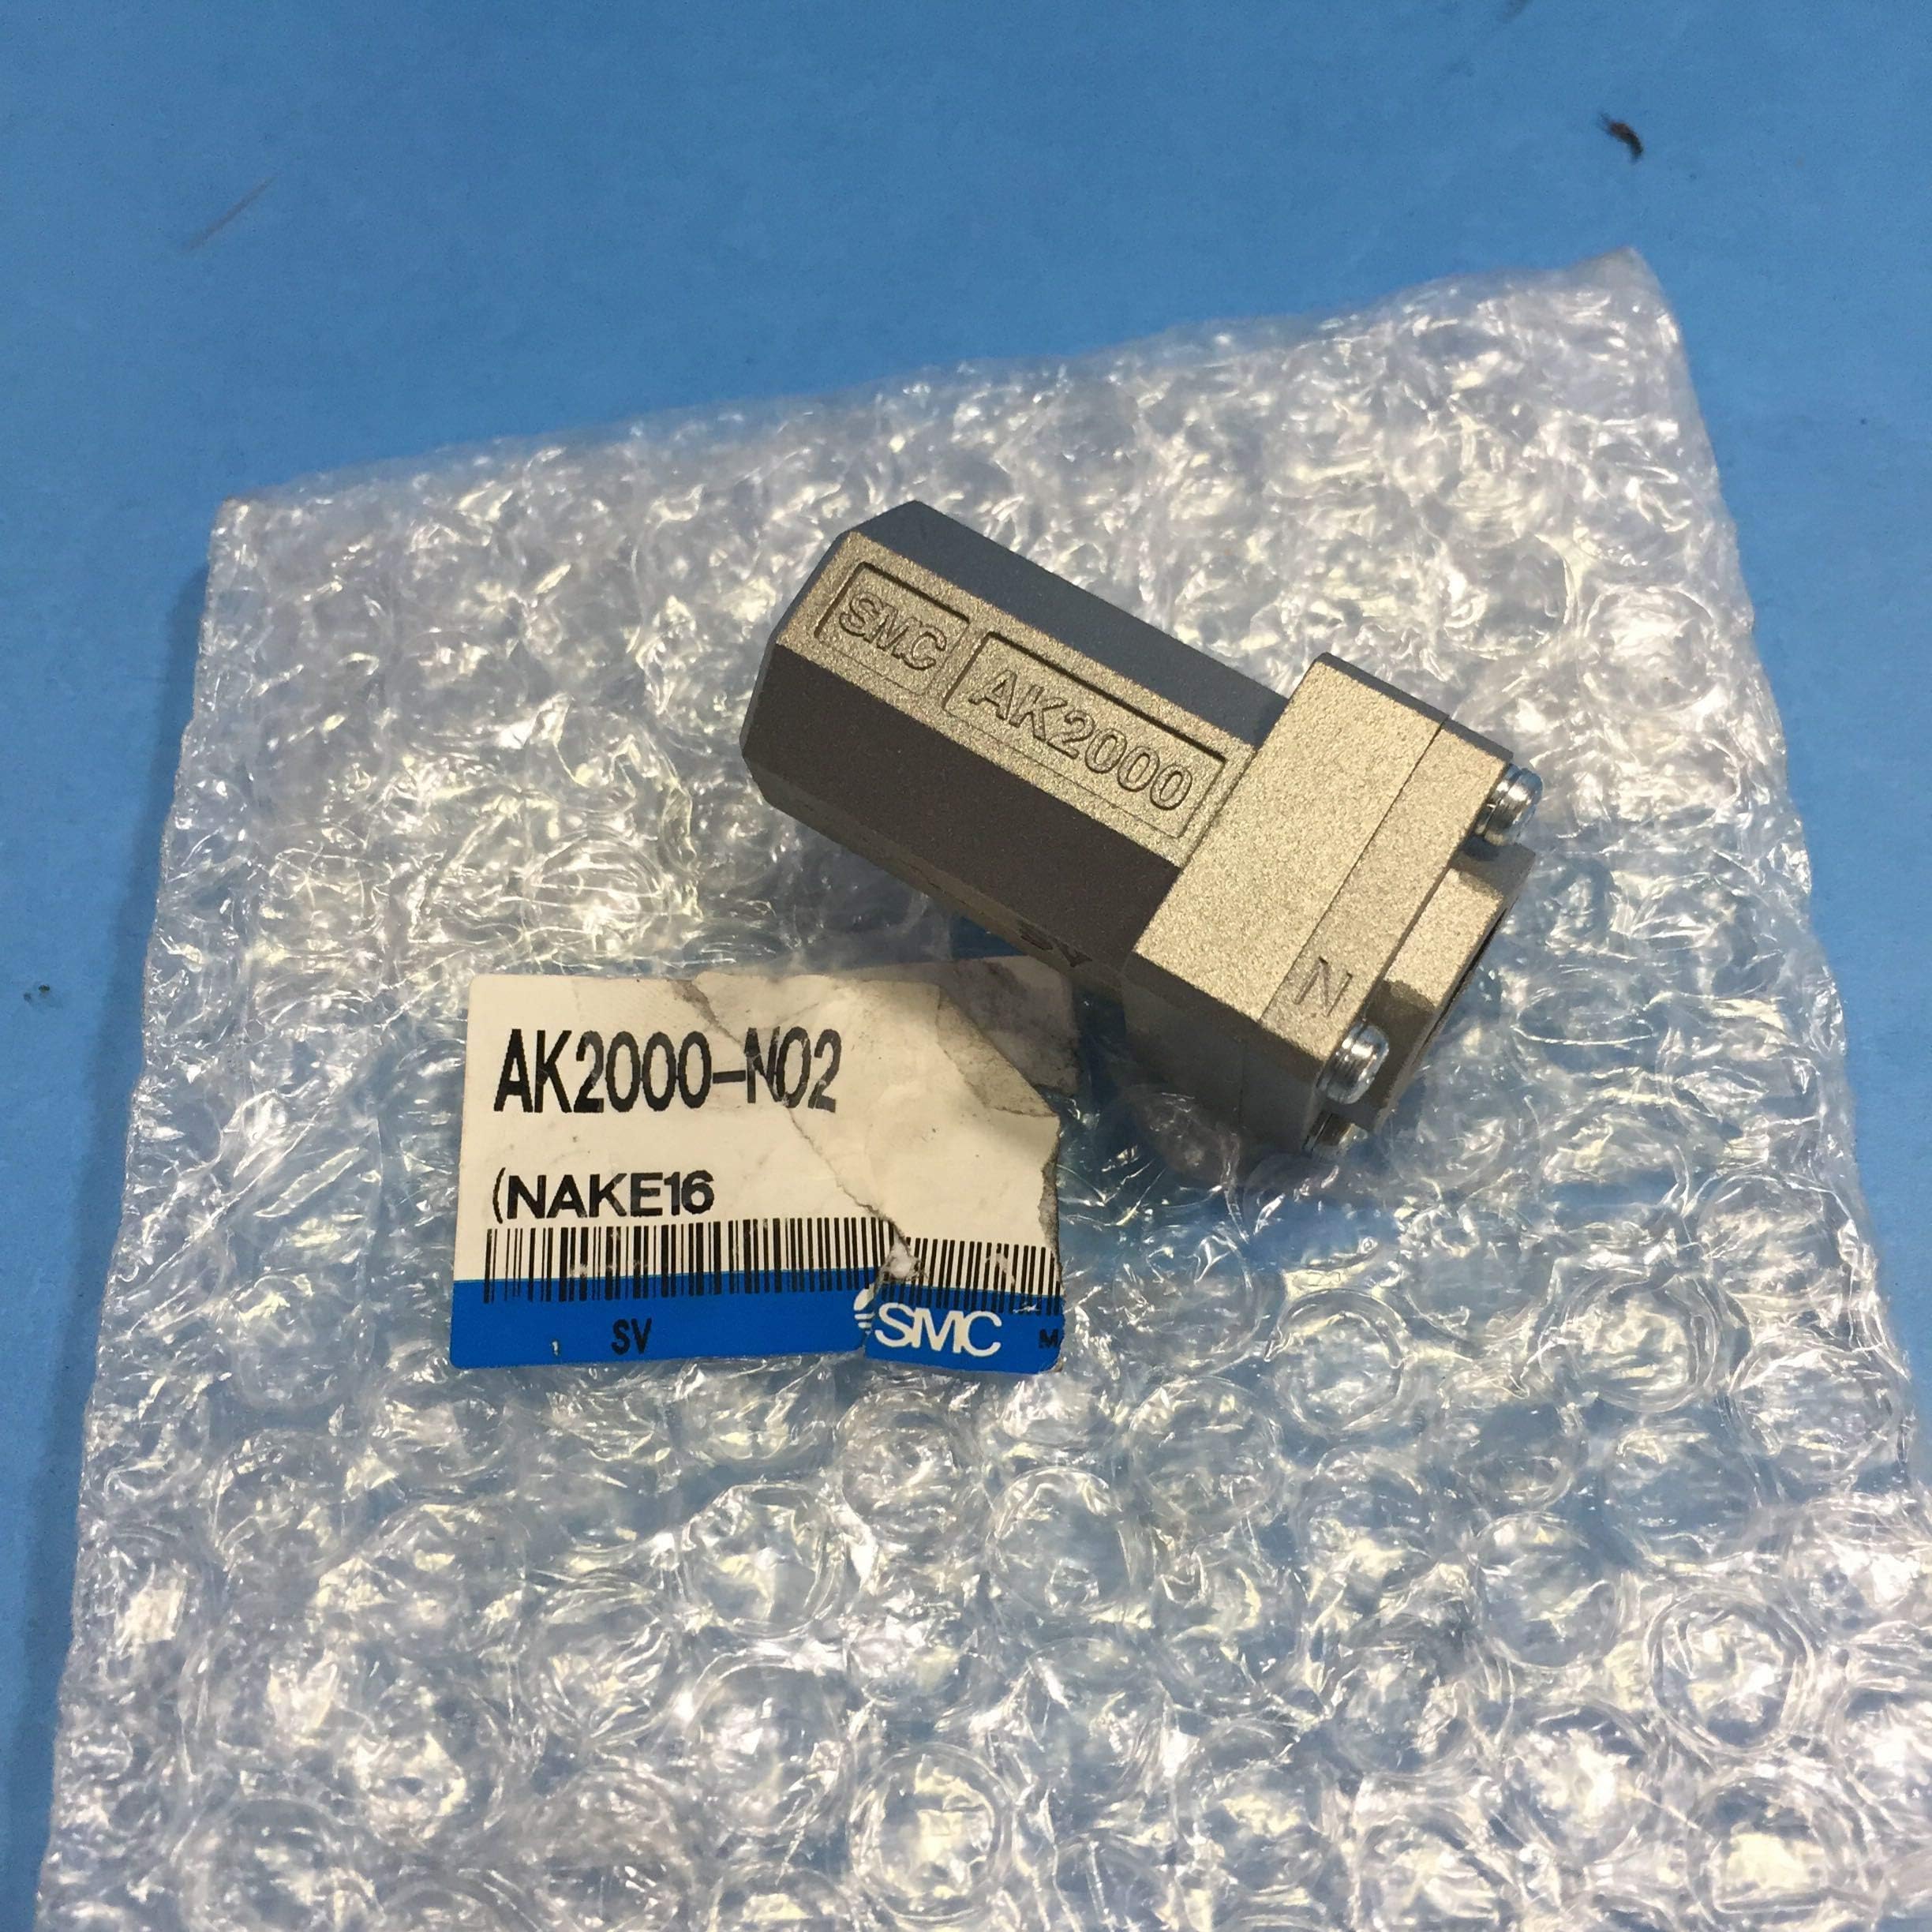 SMC AK2000
N
AK2000-N02
(NAKE16
SV SMC M